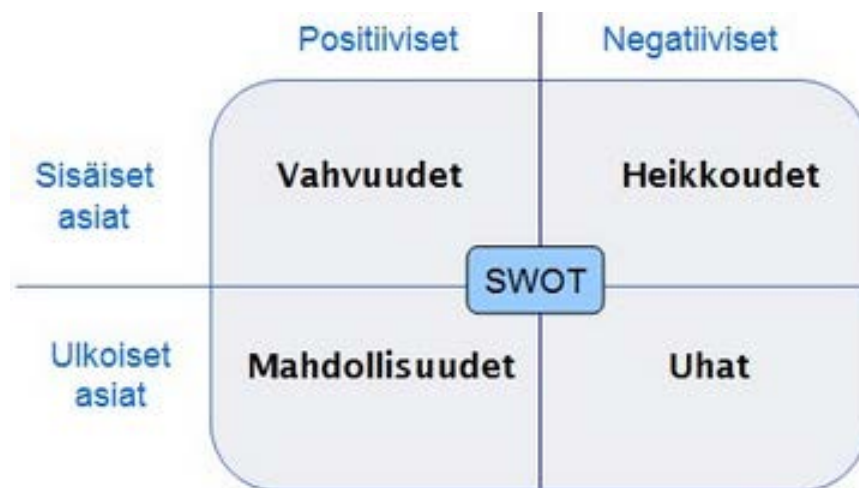 Positiiviset Negatiiviset
Sisäiset
asiat
Vahvuudet Heikkoudet
SWOT
Ulkoiset
asiat
Mahdollisuudet Uhat